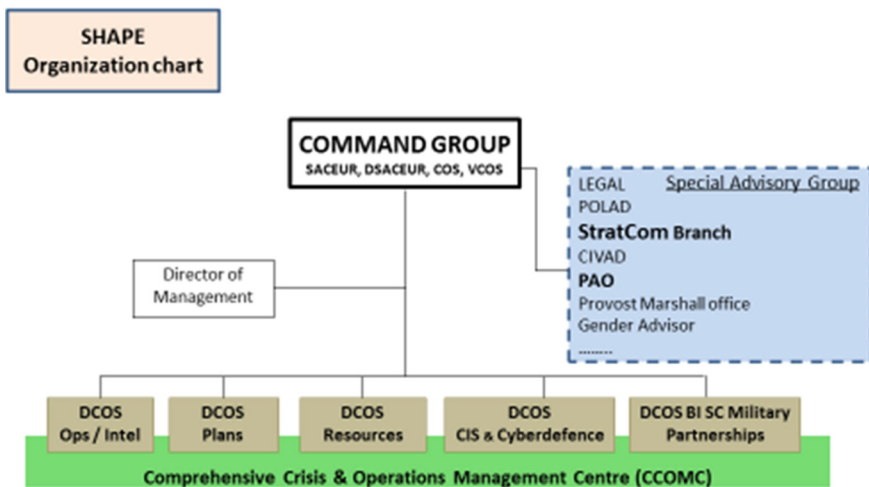 SHAPE
Organization chart
COMMAND GROUP
SACEUR, DSACEUR, COS, VCOS
LEGAL Special Advisory Group
POLAD
StratCom Branch
CIVAD
PAO
Provost Marshall office
Gender Advisor
........
Director of
Management
DCOS
Ops / Intel
DCOS
Plans
DCOS
Resources
DCOS
CIS & Cyberdefence
DCOS BI SC Military
Partnerships
Comprehensive Crisis & Operations Management Centre (CCOMC)